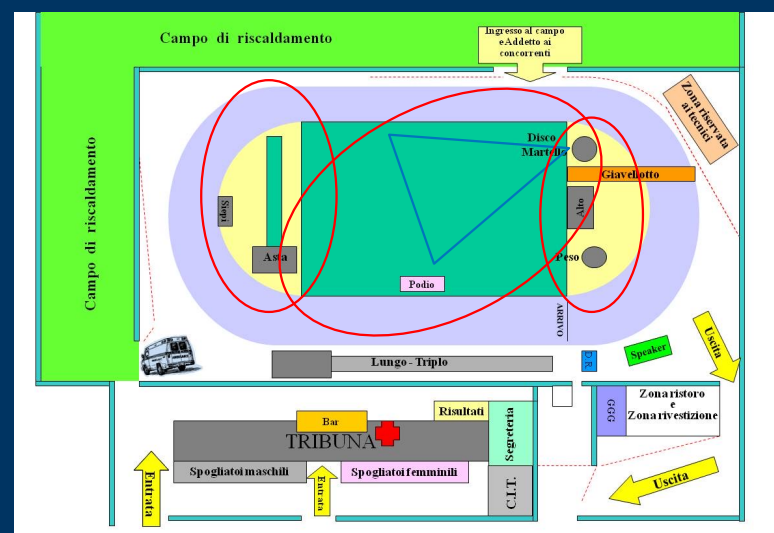 Campo di riscaldamento
Ingresso al campo
e Addetto ai
concorrenti
Zona riservata
ai tecnici
Campo di riscaldamento
Disco
Martello
Giavellotto
Siepi
Alto
Asta
Peso
Podio
ARRIVO
Uscita
Speaker
Lungo - Triplo
D.R.
Zona ristoro
e
Zona rivestizione
GGG
Risultati
Bar
TRIBUNA
Segreteria
Spogliatoi maschili
Spogliatoi femminili
Entrata
Entrata
C.I.T.
Uscita